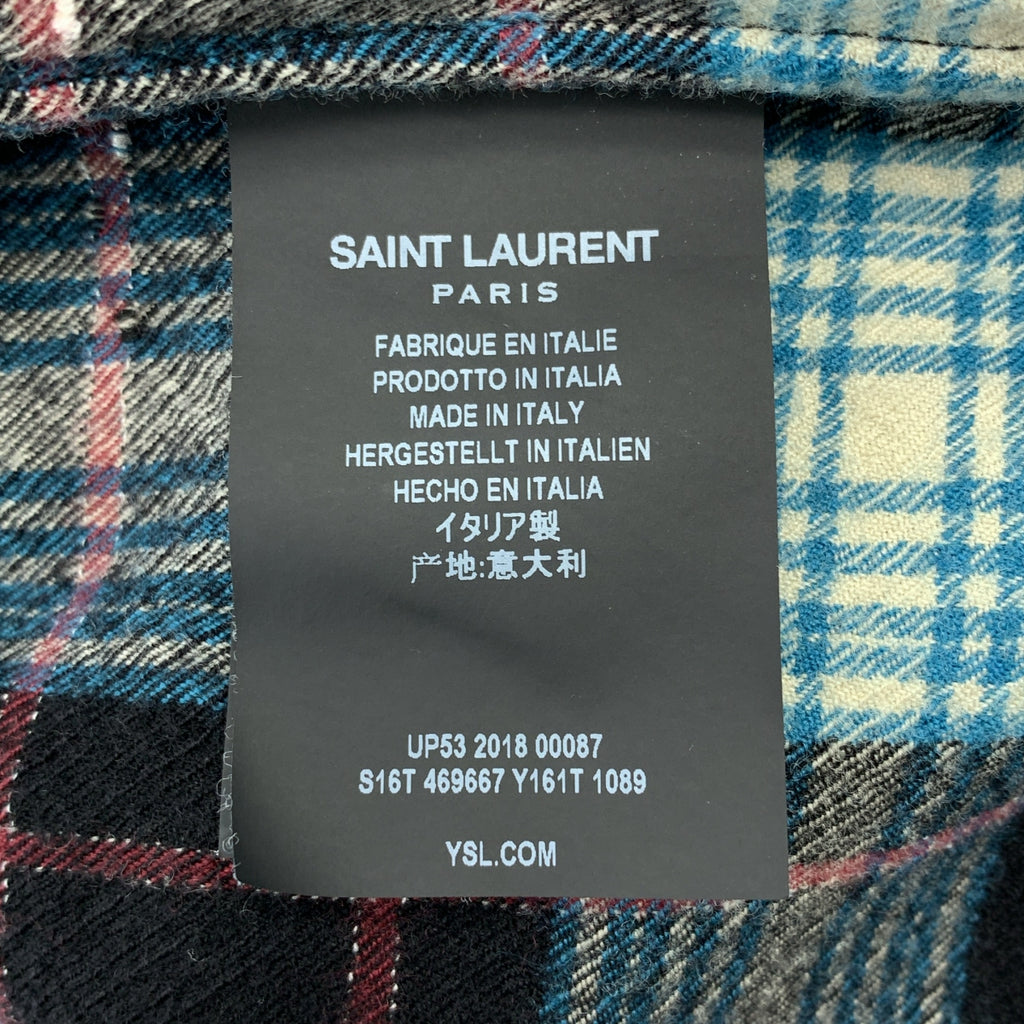 SAINT LAURENT
PARIS
FABRIQUE EN ITALIE
PRODOTTO IN ITALIA
MADE IN ITALY
HERGESTELLT IN ITALIEN
HECHO EN ITALIA
イタリア製
产地:意大利
UP53 2018 00087
S16T 469667 Y161T 1089
YSL.COM